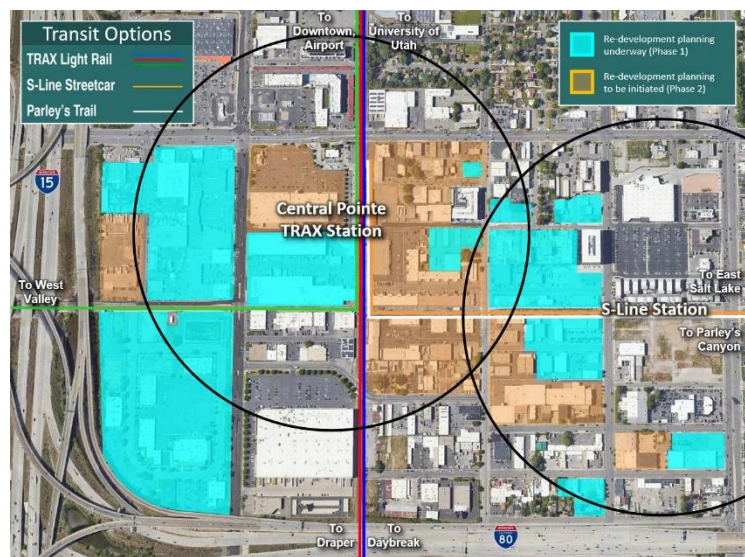 Transit Options
TRAX Light Rail
S-Line Streetcar
Parley's Trail
To
Downtown,
Airport
To
University of
Utah
Re-development planning
underway (Phase 1)
Re-development planning
to be initiated (Phase 2)
15
Central Pointe
TRAX Station
To West
Valley
To East
Salt Lake
S-Line Station
To Parley's
Canyon
To
Draper
To
Daybreak
80